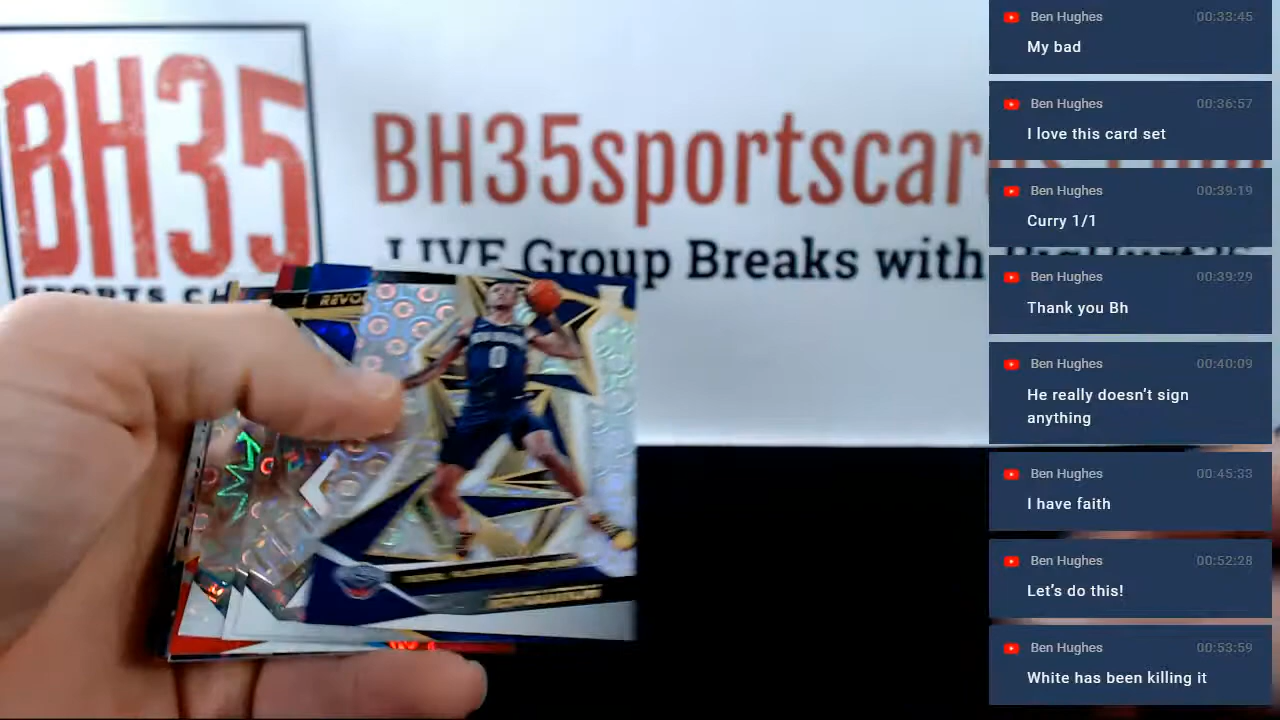 BH35
SPORTS C
BH35sportscar
LIVE Group Breaks with
REVO
0
Ben Hughes 00:33:45
My bad
Ben Hughes 00:36:57
I love this card set
Ben Hughes 00:39:19
Curry 1/1
Ben Hughes 00:39:29
Thank you Bh
Ben Hughes 00:40:09
He really doesn’t sign
anything
Ben Hughes 00:45:33
I have faith
Ben Hughes 00:52:28
Let’s do this!
Ben Hughes 00:53:59
White has been killing it